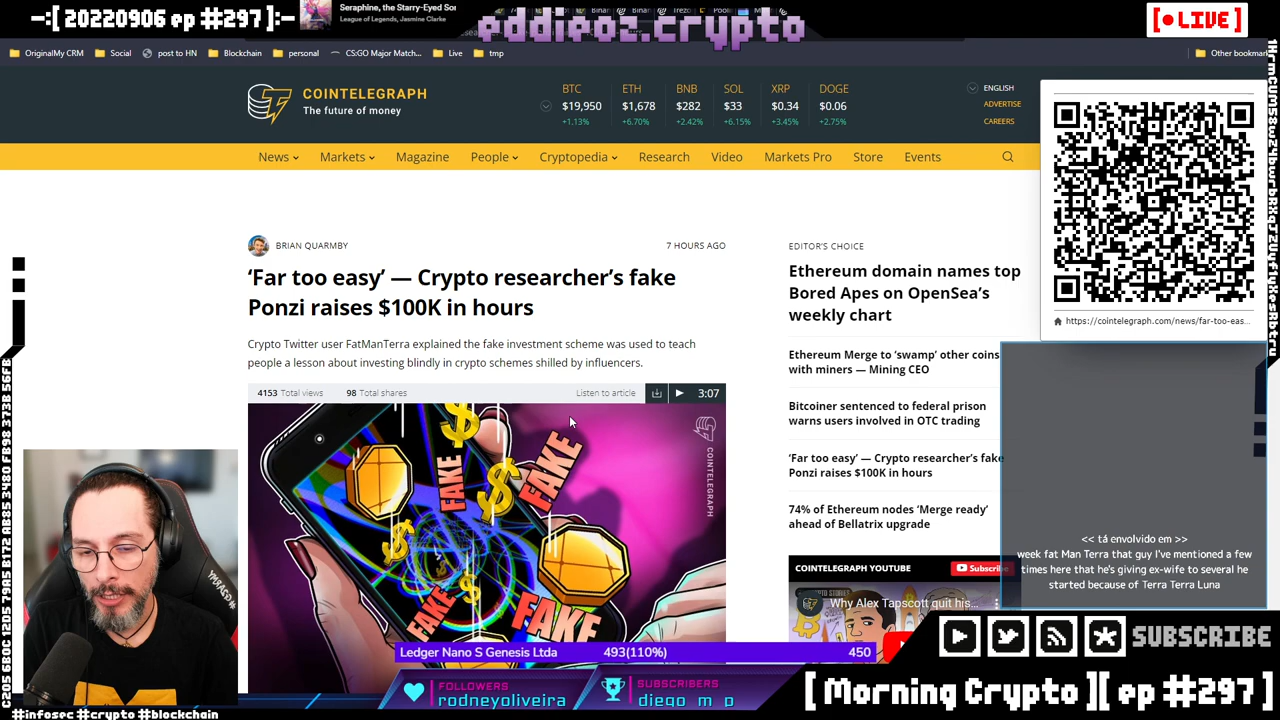 —:[ 20220906 ep #297 ]:—
Seraphine, the Starry-Eyed Son
League of Legends, Jasmine Clarke
eddieoz.crypto
[• LIVE]
OriginalMy CRM
Social
post to HN
Blockchain
personal
CS:GO Major Match...
Live
tmp
Other bookmar
COINTELEGRAPH
The future of money
BTC ETH BNB SOL XRP DOGE
$19,950 $1,678 $282 $33 $0.34 $0.06
+1.13% +6.70% +2.42% +6.15% +3.45% +2.75%
ENGLISH
ADVERTISE
CAREERS
News Markets Magazine People Cryptopedia Research Video Markets Pro Store Events
BRIAN QUARMBY
7 HOURS AGO
‘Far too easy’ — Crypto researcher’s fake
Ponzi raises $100K in hours
Crypto Twitter user FatManTerra explained the fake investment scheme was used to teach
people a lesson about investing blindly in crypto schemes shilled by influencers.
4153 Total views 98 Total shares
Listen to article
3:07
FAKE
FAKE
FAKE
FAKE
COINTELEGRAPH
EDITOR’S CHOICE
Ethereum domain names top
Bored Apes on OpenSea’s
weekly chart
Ethereum Merge to ‘swamp’ other coins
with miners — Mining CEO
Bitcoiner sentenced to federal prison
warns users involved in OTC trading
‘Far too easy’ — Crypto researcher’s fake
Ponzi raises $100K in hours
74% of Ethereum nodes ‘Merge ready’
ahead of Bellatrix upgrade
COINTELEGRAPH YOUTUBE
Subscribe
Why Alex Tapscott quit his...
https://cointelegraph.com/news/far-too-eas...
<< tá envolvido em >>
week fat Man Terra that guy I've mentioned a few
times here that he's giving ex-wife to several he
started because of Terra Terra Luna
Ledger Nano S Genesis Ltda 493(110%) 450
FOLLOWERS
rodneyoliveira
SUBSCRIBERS
diego_m_p
SUBSCRIBE
[ Morning Crypto ][ ep #297 ]
#infosec #crypto #blockchain